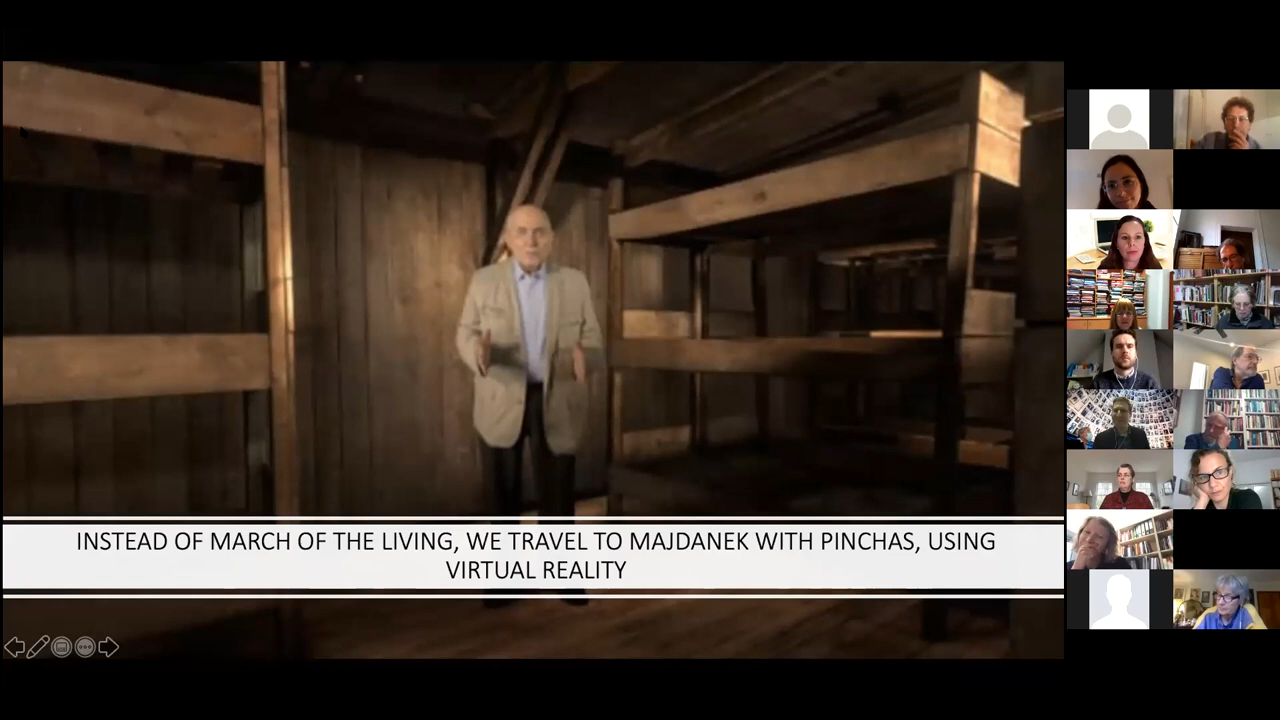 INSTEAD OF MARCH OF THE LIVING, WE TRAVEL TO MAJDANEK WITH PINCHAS, USING
VIRTUAL REALITY